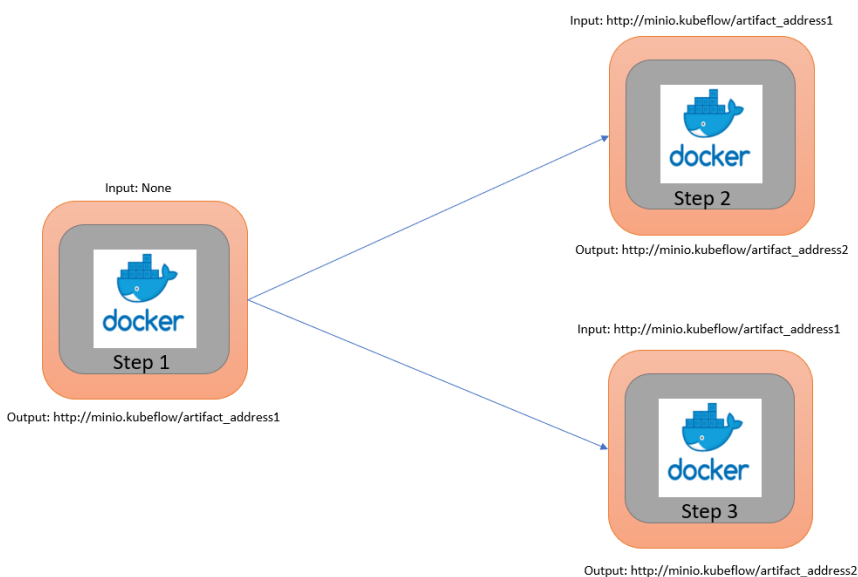 Input: None
docker
Step 1
Output: http://minio.kubeflow/artifact_address1
Input: http://minio.kubeflow/artifact_address1
docker
Step 2
Output: http://minio.kubeflow/artifact_address2
Input: http://minio.kubeflow/artifact_address1
docker
Step 3
Output: http://minio.kubeflow/artifact_address2